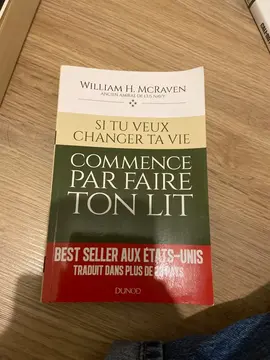 WILLIAM H. MCRAVEN
ANCIEN AMIRAL DE L'US NAVY
SI TU VEUX
CHANGER TA VIE
COMMENCE
PAR FAIRE
TON LIT
BEST SELLER AUX ÉTATS-UNIS
TRADUIT DANS PLUS DE PAYS
DUNOD